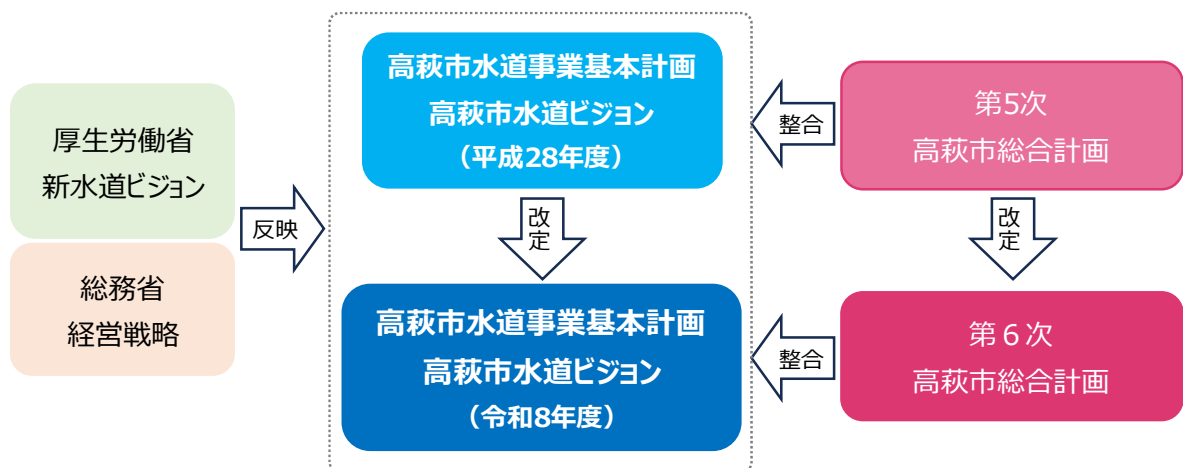 厚生労働省
新水道ビジョン
総務省
経営戦略
反映
高萩市水道事業基本計画
高萩市水道ビジョン
（平成28年度）
改定
高萩市水道事業基本計画
高萩市水道ビジョン
（令和8年度）
整合
整合
第5次
高萩市総合計画
改定
第６次
高萩市総合計画